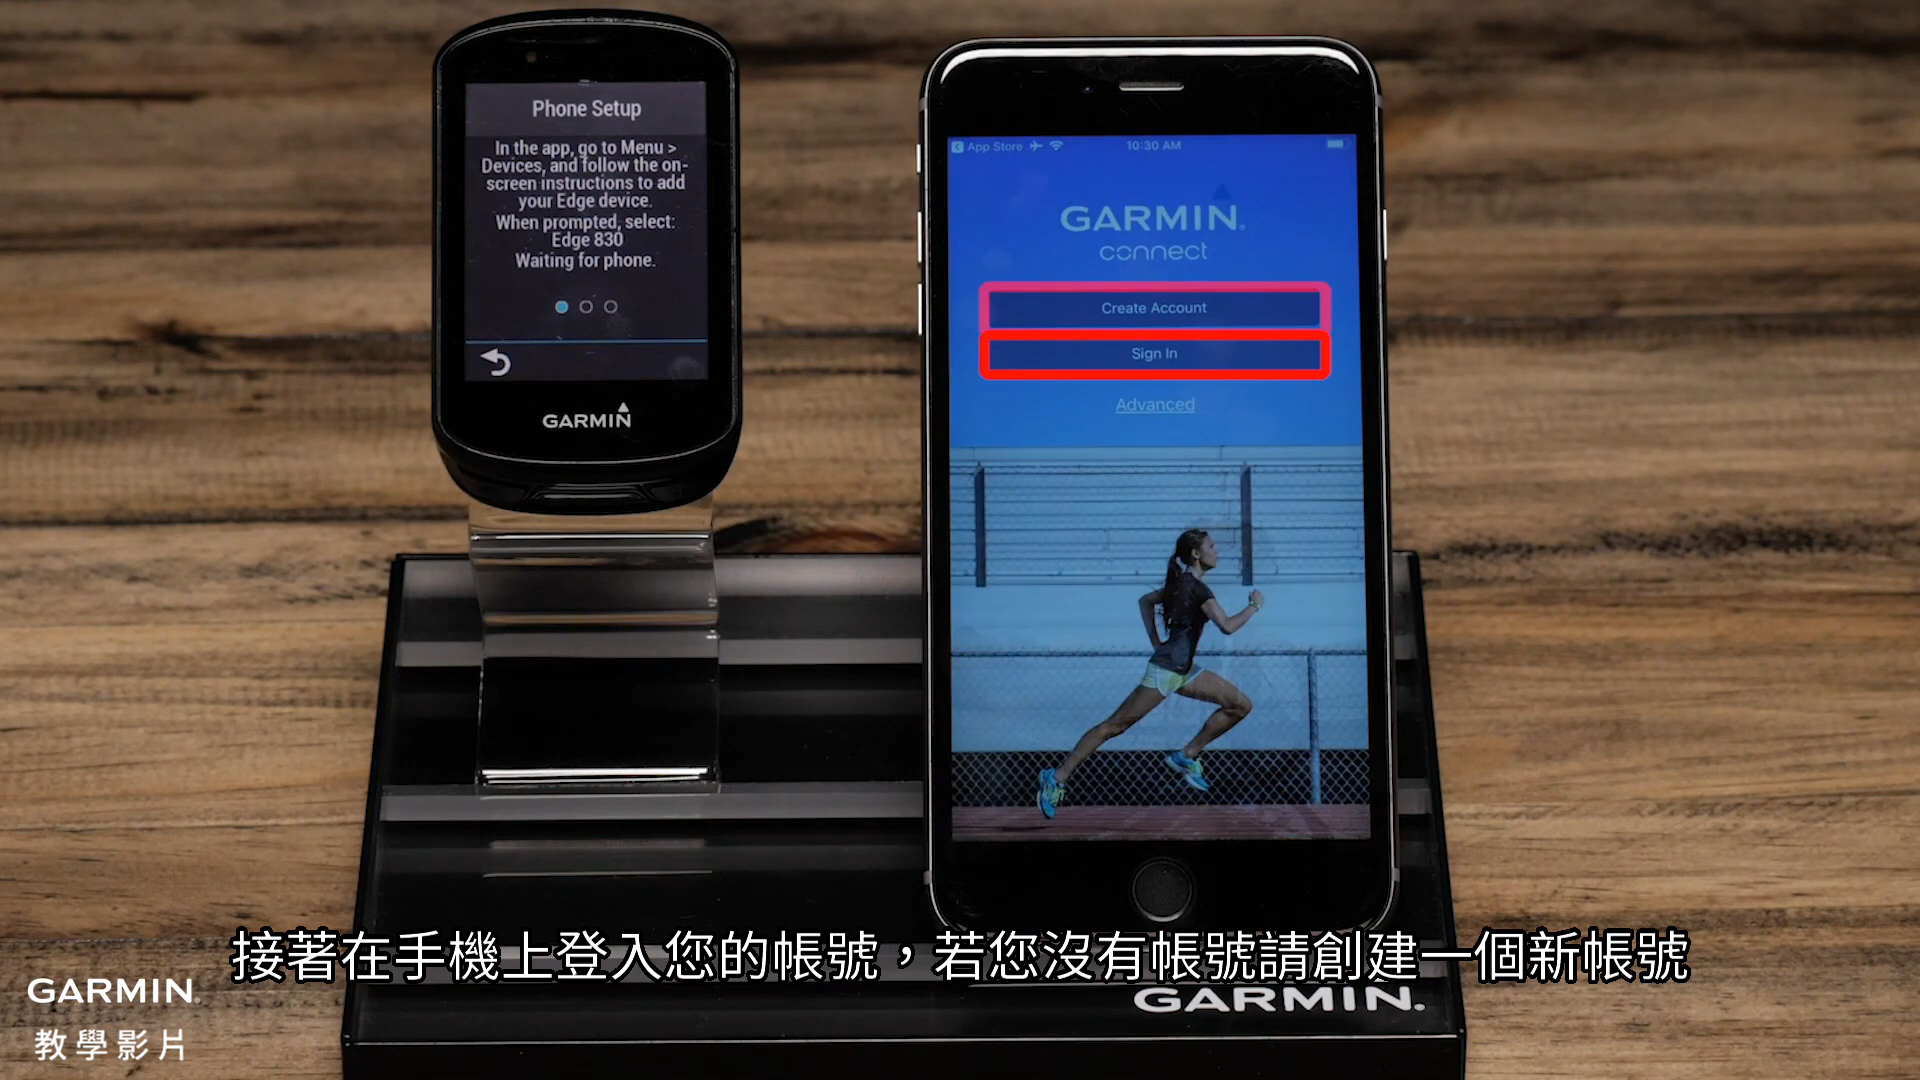 Phone Setup
In the app, go to Menu >
Devices, and follow the on-
screen instructions to add
your Edge device.
When prompted, select:
Edge 830
Waiting for phone.
GARMIN
App Store
10:30 AM
GARMIN
connect
Create Account
Sign In
Advanced
接著在手機上登入您的帳號，若您沒有帳號請創建一個新帳號
GARMIN
GARMIN
教學影片